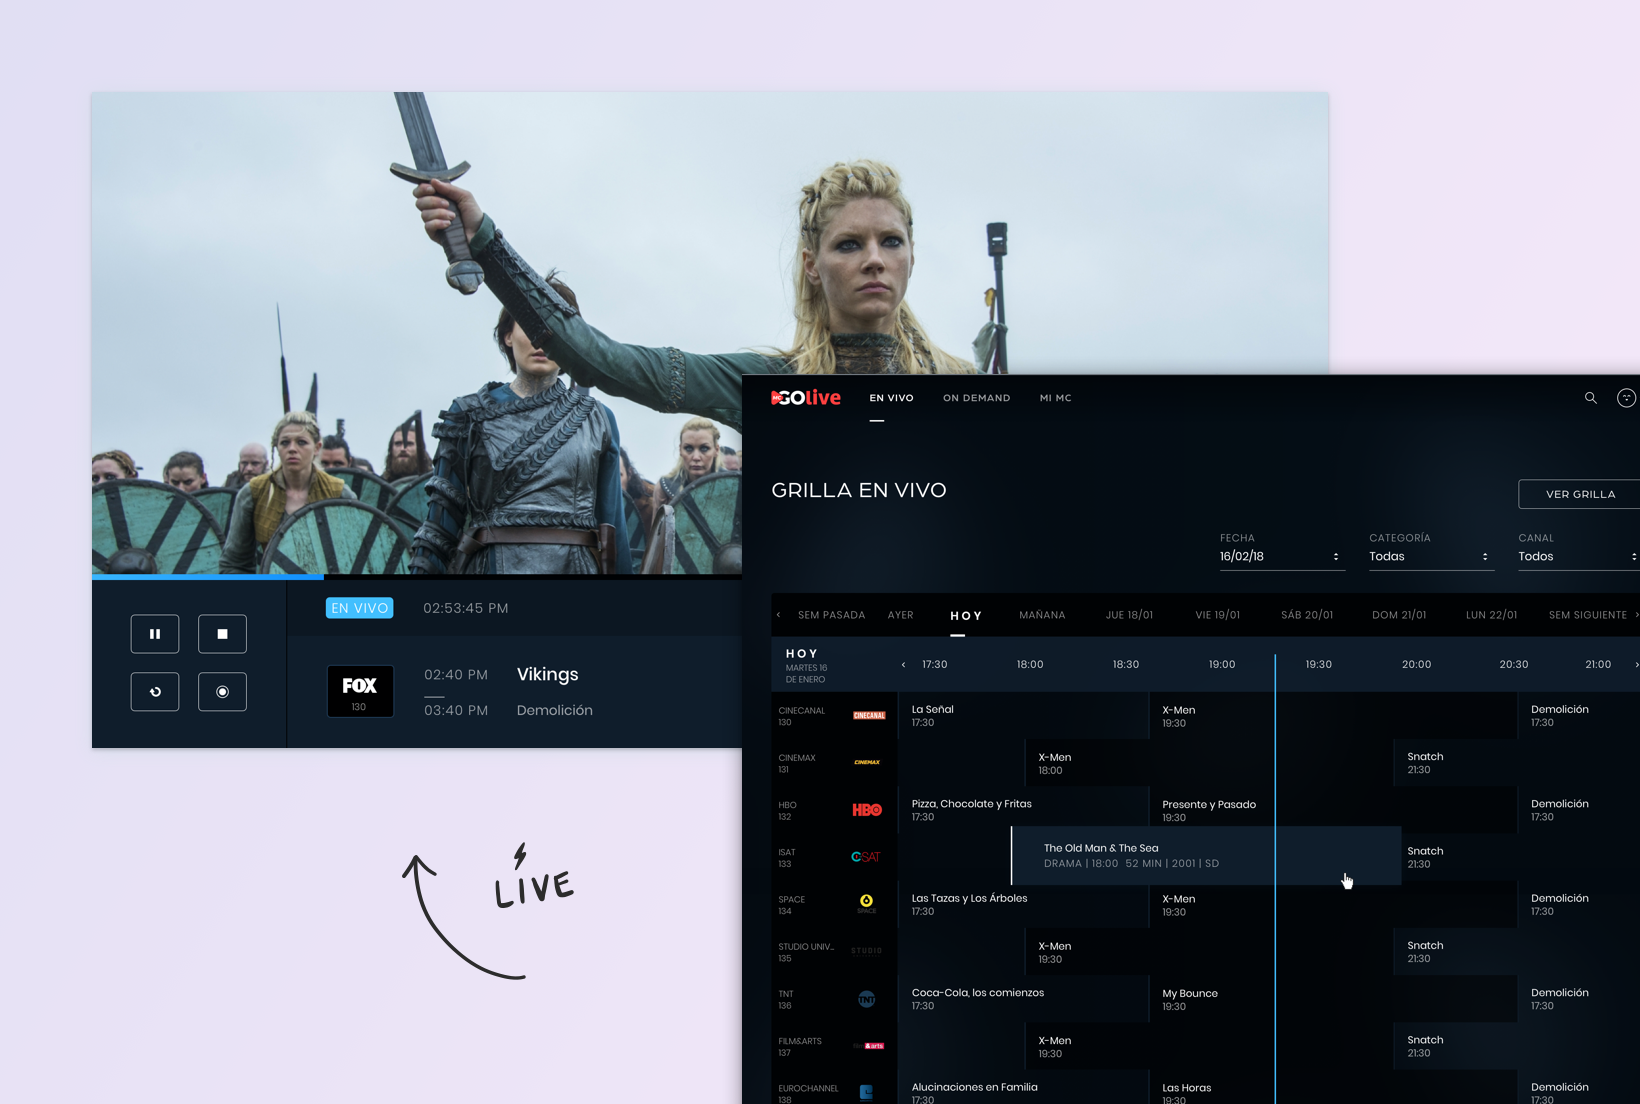 EN VIVO
02:53:45 PM
FOX
130
02:40 PM
Vikings
03:40 PM
Demolición
LIVE
MC GOlive
EN VIVO
ON DEMAND
MI MC
GRILLA EN VIVO
VER GRILLA
FECHA
16/02/18
CATEGORÍA
Todas
CANAL
Todos
SEM PASADA
AYER
HOY
MAÑANA
JUE 18/01
VIE 19/01
SÁB 20/01
DOM 21/01
LUN 22/01
SEM SIGUIENTE
HOY
MARTES 16
DE ENERO
17:30
18:00
18:30
19:00
19:30
20:00
20:30
21:00
CINECANAL
130
CINECANAL
La Señal
17:30
X-Men
19:30
Demolición
17:30
CINEMAX
131
CINEMAX
X-Men
18:00
Snatch
21:30
HBO
132
HBO
Pizza, Chocolate y Fritas
17:30
Presente y Pasado
19:30
Demolición
17:30
ISAT
133
SAT
The Old Man & The Sea
DRAMA | 18:00 52 MIN | 2001 | SD
Snatch
21:30
SPACE
134
SPACE
Las Tazas y Los Árboles
17:30
X-Men
19:30
Demolición
17:30
STUDIO UNIV...
135
STUDIO
X-Men
19:30
Snatch
21:30
TNT
136
TNT
Coca-Cola, los comienzos
17:30
My Bounce
19:30
Demolición
17:30
FILM&ARTS
137
&arts
X-Men
19:30
Snatch
21:30
EUROCHANNEL
138
Alucinaciones en Familia
17:30
Las Horas
19:30
Demolición
17:30